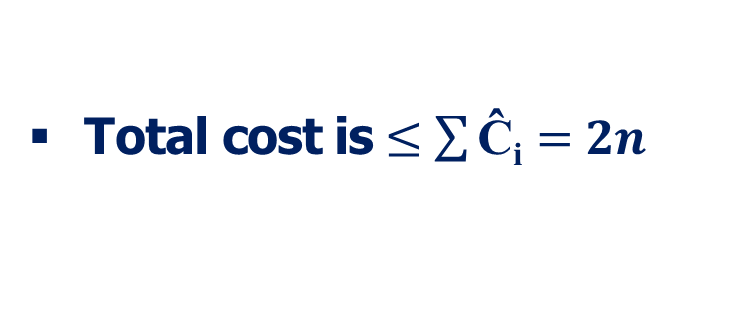 ▪ Total cost is ≤ ∑ Ĉᵢ = 2n